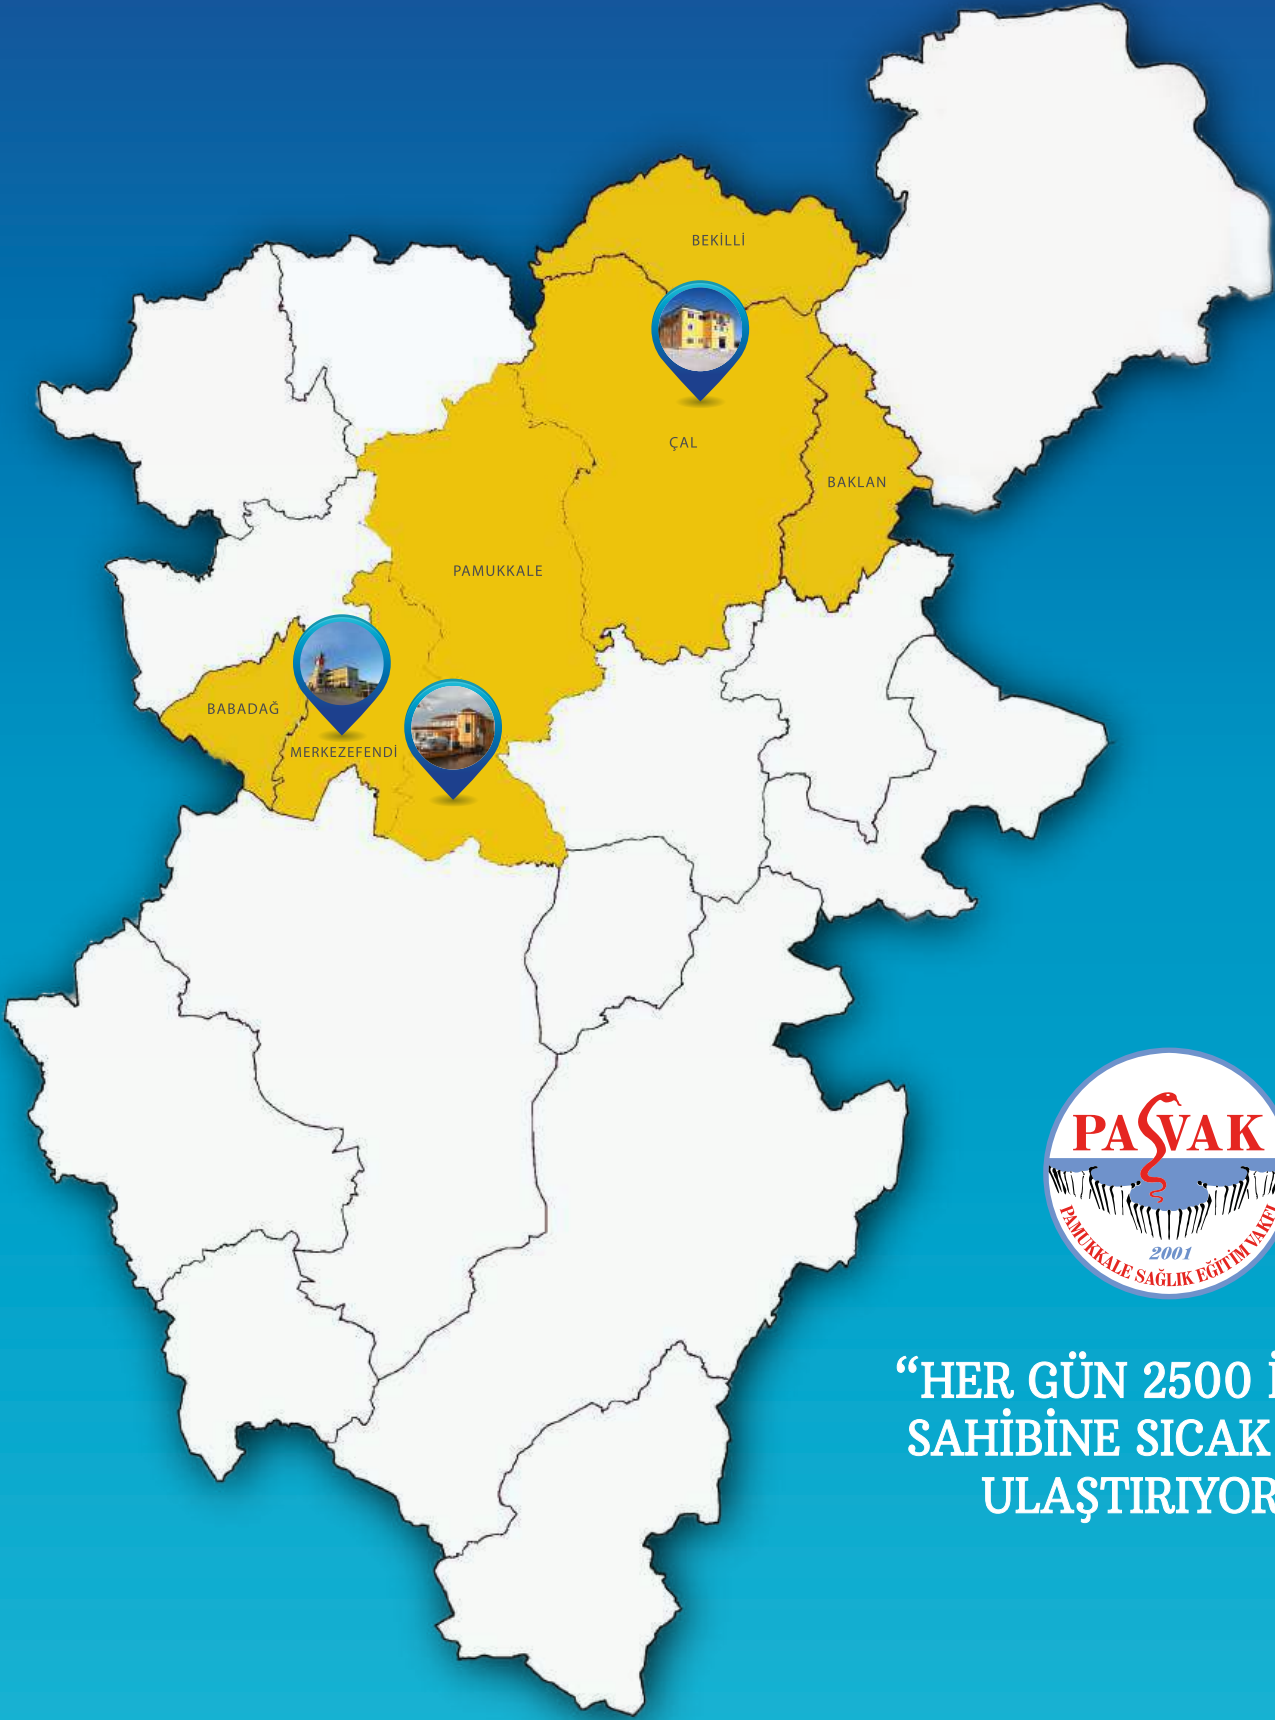 BEKİLLİ
ÇAL
BAKLAN
PAMUKKALE
BABADAĞ
MERKEZEFENDİ
PASVAK
2001
PAMUKKALE SAĞLIK EĞİTİM VAKFI
“HER GÜN 2500
SAHİBİNE SICAK